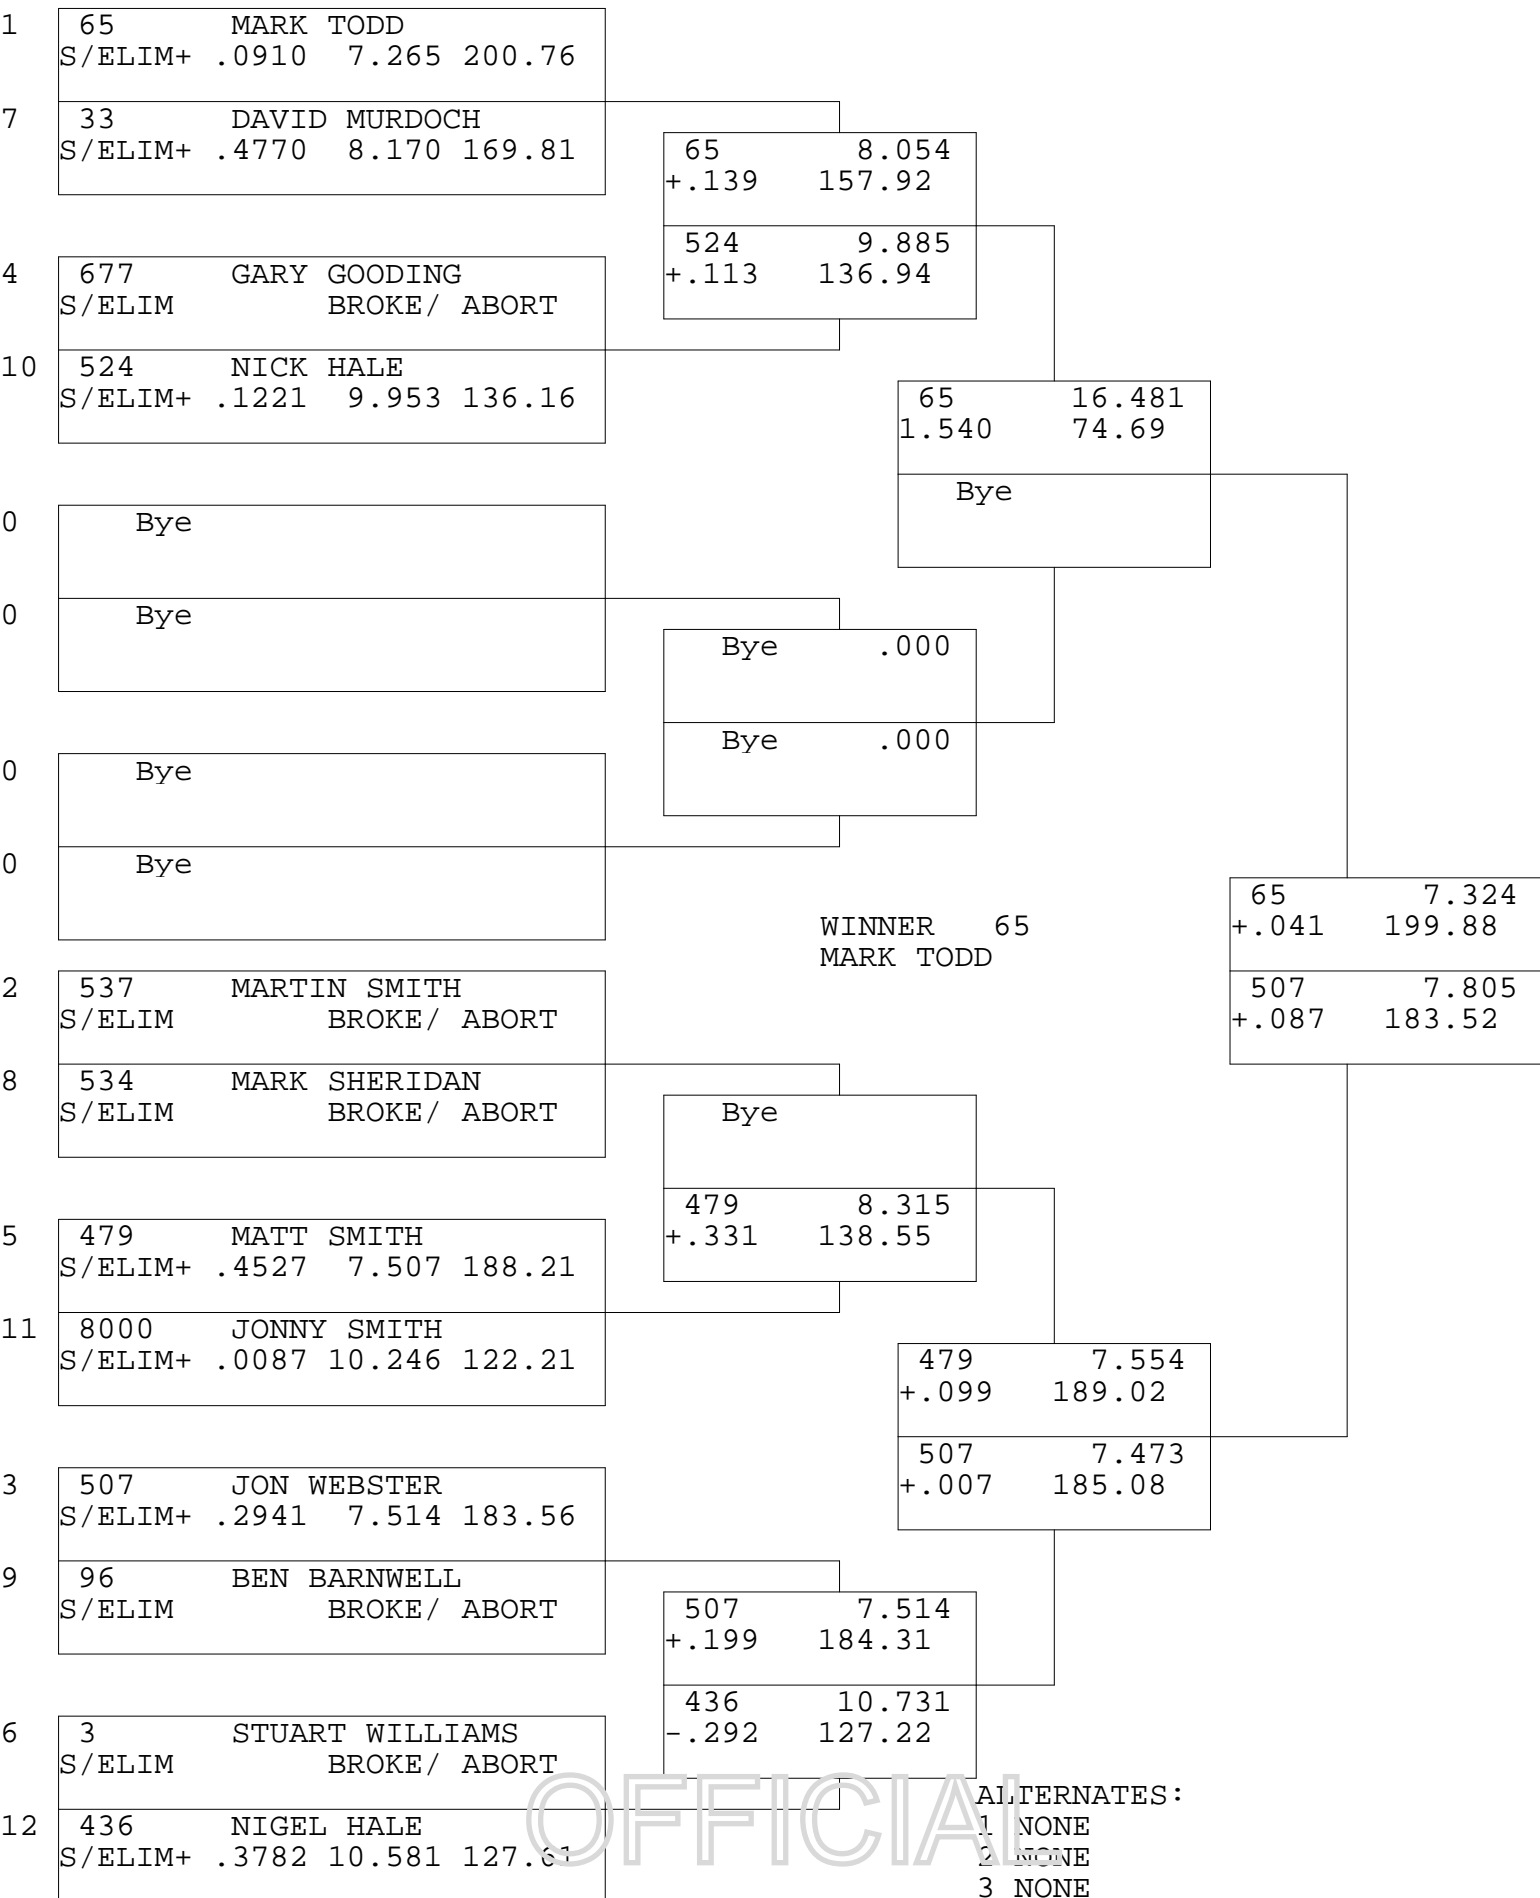 1 65 MARK TODD
S/ELIM+ .0910 7.265 200.76
7 33 DAVID MURDOCH
S/ELIM+ .4770 8.170 169.81
4 677 GARY GOODING
S/ELIM BROKE/ ABORT
10 524 NICK HALE
S/ELIM+ .1221 9.953 136.16
0 Bye
0 Bye
0 Bye
0 Bye
2 537 MARTIN SMITH
S/ELIM BROKE/ ABORT
8 534 MARK SHERIDAN
S/ELIM BROKE/ ABORT
5 479 MATT SMITH
S/ELIM+ .4527 7.507 188.21
11 8000 JONNY SMITH
S/ELIM+ .0087 10.246 122.21
3 507 JON WEBSTER
S/ELIM+ .2941 7.514 183.56
9 96 BEN BARNWELL
S/ELIM BROKE/ ABORT
6 3 STUART WILLIAMS
S/ELIM BROKE/ ABORT
12 436 NIGEL HALE
S/ELIM+ .3782 10.581 127.61
65 8.054
+.139 157.92
524 9.885
+.113 136.94
Bye .000
Bye .000
Bye
479 8.315
+.331 138.55
507 7.514
+.199 184.31
436 10.731
-.292 127.22
65 16.481
1.540 74.69
Bye
479 7.554
+.099 189.02
507 7.473
+.007 185.08
65 7.324
+.041 199.88
507 7.805
+.087 183.52
WINNER 65
MARK TODD
OFFICIAL
ALTERNATES:
1 NONE
2 NONE
3 NONE